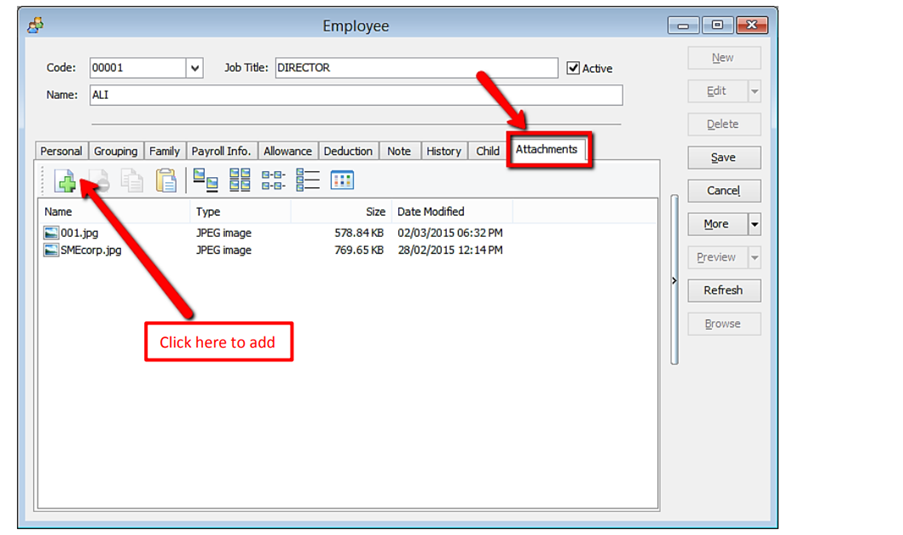 Employee
Code: 00001 Job Title: DIRECTOR Active
New
Name: ALI
Edit
Delete
Personal Grouping Family Payroll Info. Allowance Deduction Note History Child Attachments
Save
Cancel
Name Type Size Date Modified
More
001.jpg JPEG image 578.84 KB 02/03/2015 06:32 PM
SMEcorp.jpg JPEG image 769.65 KB 28/02/2015 12:14 PM
Preview
Refresh
Browse
Click here to add